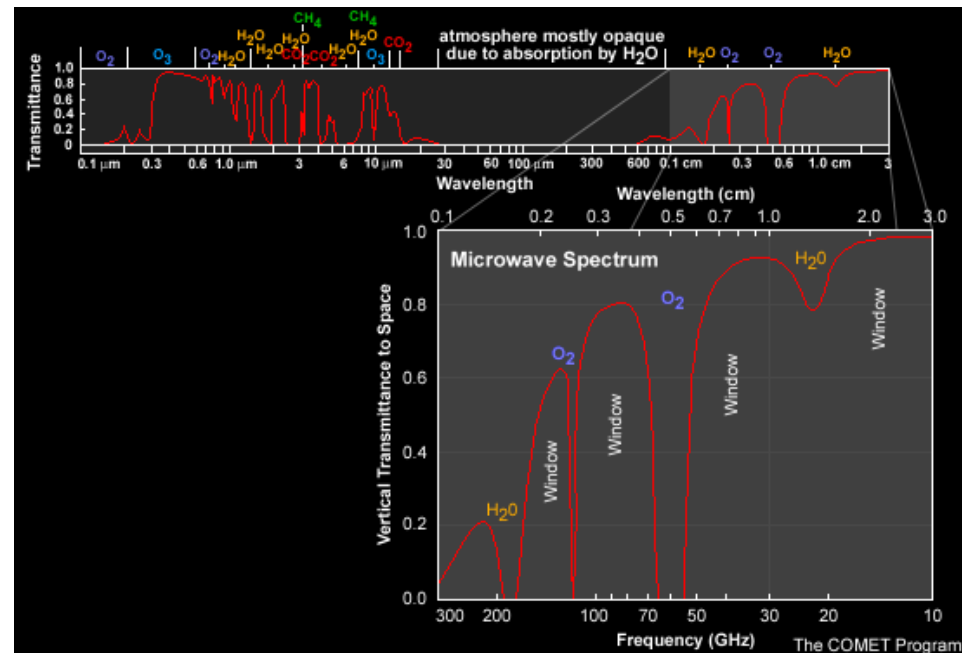 CH4 CH4
H2O H2O H2O H2O CO2
O2 O3 O2 H2O H2O CO2 CO2 H2O O3
atmosphere mostly opaque
due to absorption by H2O
H2O O2 O2 H2O
Transmittance
1.0
0.8
0.6
0.4
0.2
0
0.1 µm 0.3 0.6 1.0 µm 3 6 10 µm 30 60 100 µm 300 600 0.1 cm 0.3 0.6 1.0 cm 3
Wavelength
Wavelength (cm)
0.1 0.2 0.3 0.5 0.7 1.0 2.0 3.0
Microwave Spectrum
Vertical Transmittance to Space
1.0
0.8
0.6
0.4
0.2
0.0
H20
O2
O2
H20
Window
Window
Window
Window
300 200 100 70 50 30 20 10
Frequency (GHz)
The COMET Program